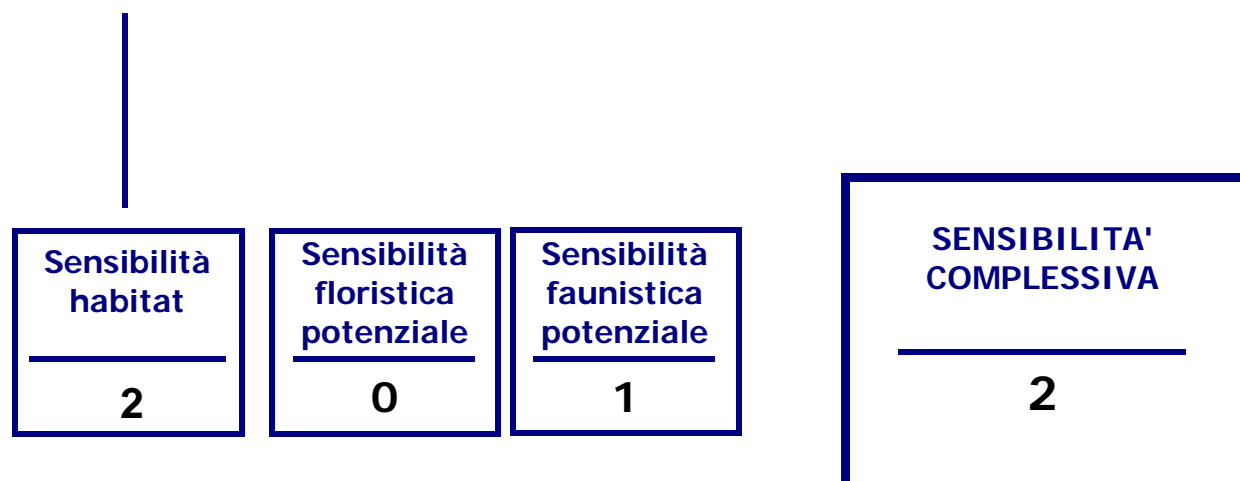 Sensibilità
habitat
2
Sensibilità
floristica
potenziale
0
Sensibilità
faunistica
potenziale
1
SENSIBILITA'
COMPLESSIVA
2